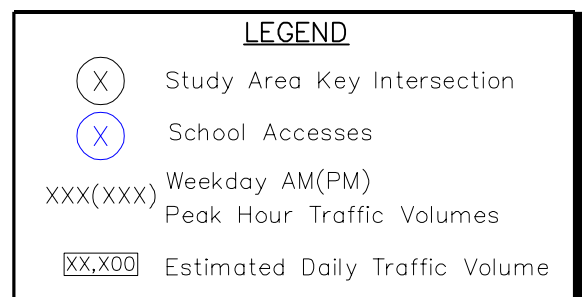 LEGEND
X Study Area Key Intersection
X School Accesses
XXX(XXX) Weekday AM(PM)
Peak Hour Traffic Volumes
XX,X00 Estimated Daily Traffic Volume